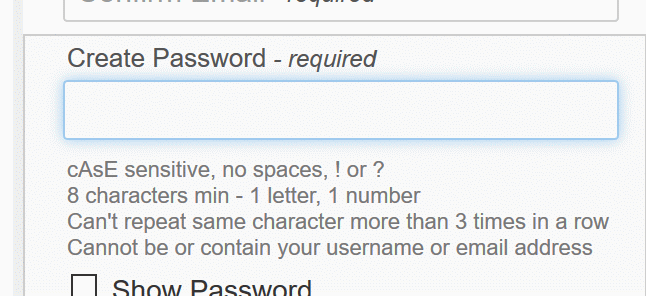 Confirm Email - required
Create Password - required
cAsE sensitive, no spaces, ! or ?
8 characters min - 1 letter, 1 number
Can't repeat same character more than 3 times in a row
Cannot be or contain your username or email address
Show Password